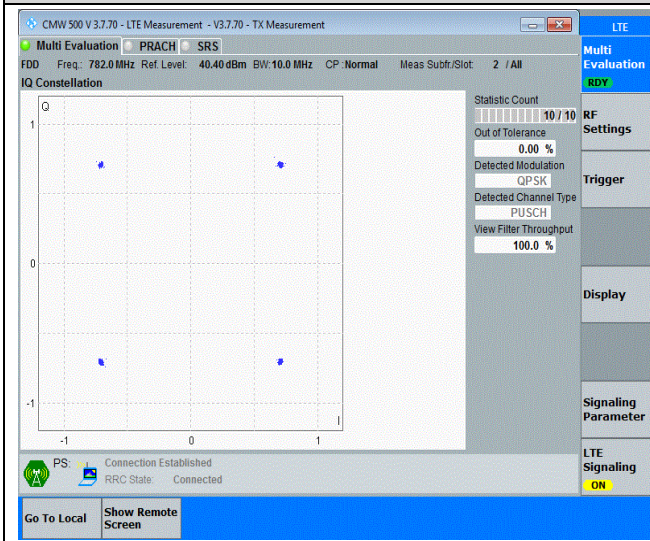 CMW 500 V 3.7.70 - LTE Measurement - V3.7.70 - TX Measurement
LTE
Multi Evaluation PRACH SRS
FDD Freq.: 782.0 MHz Ref. Level: 40.40 dBm BW: 10.0 MHz CP : Normal Meas Subfr./Slot: 2 / All
IQ Constellation
Q
1
0
-1
-1 0 1
I
Statistic Count
10 / 10
Out of Tolerance
0.00 %
Detected Modulation
QPSK
Detected Channel Type
PUSCH
View Filter Throughput
100.0 %
Multi
Evaluation
RDY
RF
Settings
Trigger
Display
Signaling
Parameter
LTE
Signaling
ON
PS: Connection Established
RRC State: Connected
Go To Local
Show Remote
Screen